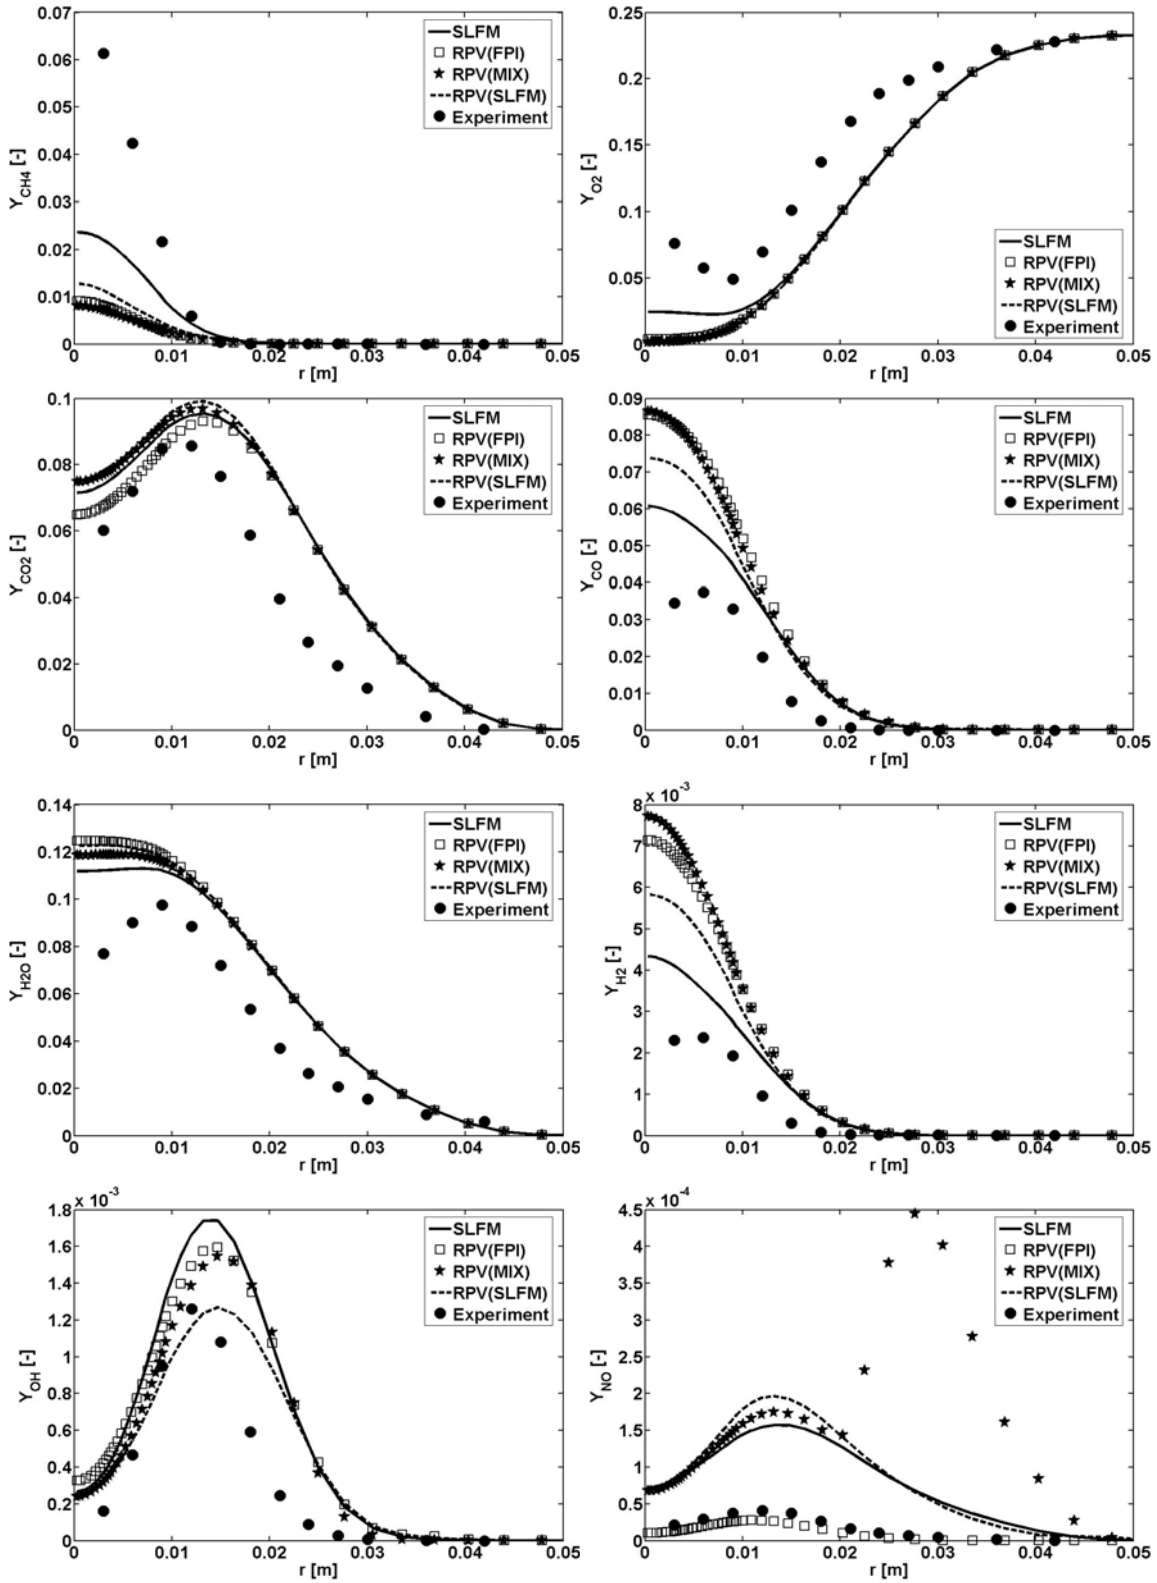 0.07
0.06
0.05
0.04
0.03
0.02
0.01
0
Y_CH4 [-]
SLFM
RPV(FPI)
RPV(MIX)
RPV(SLFM)
Experiment
0 0.01 0.02 0.03 0.04 0.05
r [m]
0.25
0.2
0.15
0.1
0.05
0
Y_O2 [-]
SLFM
RPV(FPI)
RPV(MIX)
RPV(SLFM)
Experiment
0 0.01 0.02 0.03 0.04 0.05
r [m]
0.1
0.08
0.06
0.04
0.02
0
Y_CO2 [-]
SLFM
RPV(FPI)
RPV(MIX)
RPV(SLFM)
Experiment
0 0.01 0.02 0.03 0.04 0.05
r [m]
0.09
0.08
0.07
0.06
0.05
0.04
0.03
0.02
0.01
0
Y_CO [-]
SLFM
RPV(FPI)
RPV(MIX)
RPV(SLFM)
Experiment
0 0.01 0.02 0.03 0.04 0.05
r [m]
0.14
0.12
0.1
0.08
0.06
0.04
0.02
0
Y_H2O [-]
SLFM
RPV(FPI)
RPV(MIX)
RPV(SLFM)
Experiment
0 0.01 0.02 0.03 0.04 0.05
r [m]
x 10^-3
8
7
6
5
4
3
2
1
0
Y_H2 [-]
SLFM
RPV(FPI)
RPV(MIX)
RPV(SLFM)
Experiment
0 0.01 0.02 0.03 0.04 0.05
r [m]
x 10^-3
1.8
1.6
1.4
1.2
1
0.8
0.6
0.4
0.2
0
Y_OH [-]
SLFM
RPV(FPI)
RPV(MIX)
RPV(SLFM)
Experiment
0 0.01 0.02 0.03 0.04 0.05
r [m]
x 10^-4
4.5
4
3.5
3
2.5
2
1.5
1
0.5
0
Y_NO [-]
SLFM
RPV(FPI)
RPV(MIX)
RPV(SLFM)
Experiment
0 0.01 0.02 0.03 0.04 0.05
r [m]